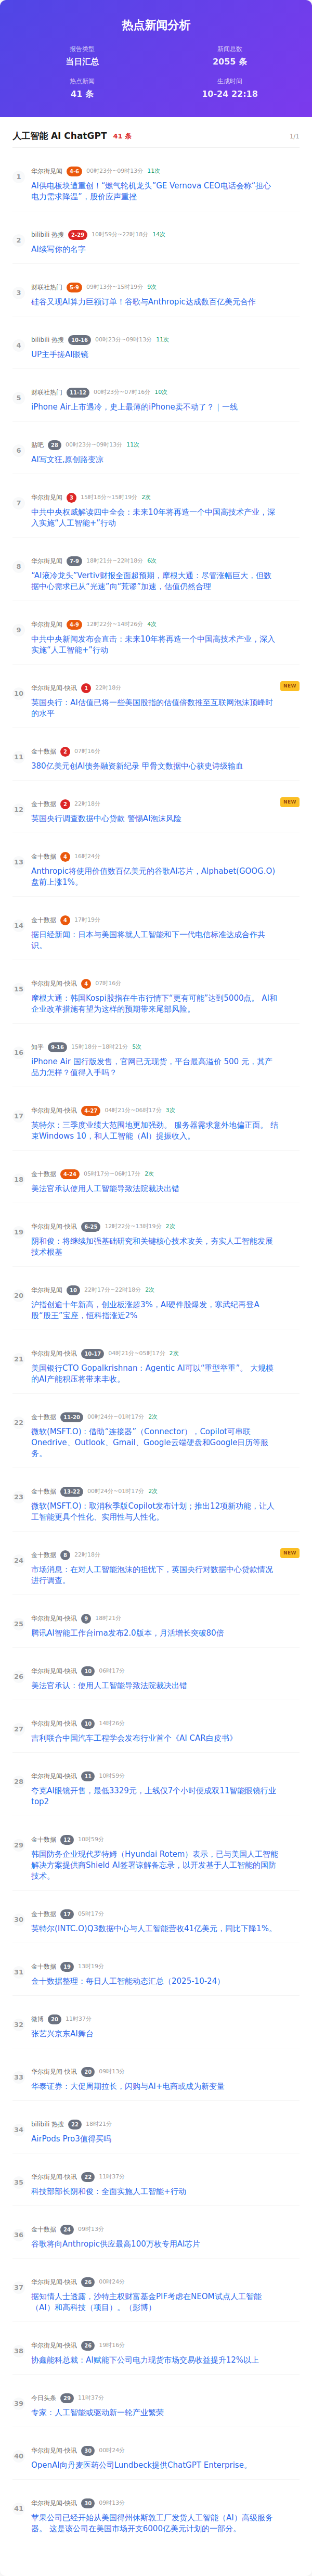 热点新闻分析
报告类型
新闻总数
当日汇总
2055 条
热点新闻
生成时间
41 条
10-24 22:18
人工智能 AI ChatGPT 41 条 1/1
1
华尔街见闻 4-6 00时23分~09时13分 11次
AI供电板块遭重创！“燃气轮机龙头”GE Vernova CEO电话会称“担心
电力需求降温”，股价应声重挫
2
bilibili 热搜 2-29 10时59分~22时18分 14次
AI续写你的名字
3
财联社热门 5-9 09时13分~15时19分 9次
硅谷又现AI算力巨额订单！谷歌与Anthropic达成数百亿美元合作
4
bilibili 热搜 10-16 00时23分~09时13分 11次
UP主手搓AI眼镜
5
财联社热门 11-12 00时23分~07时16分 10次
iPhone Air上市遇冷，史上最薄的iPhone卖不动了？｜一线
6
贴吧 28 00时23分~09时13分 11次
AI写文狂,原创路变凉
7
华尔街见闻 3 15时18分~15时19分 2次
中共中央权威解读四中全会：未来10年将再造一个中国高技术产业，深
入实施“人工智能+”行动
8
华尔街见闻 7-9 18时21分~22时18分 6次
“AI液冷龙头”Vertiv财报全面超预期，摩根大通：尽管涨幅巨大，但数
据中心需求已从“光速”向“荒谬”加速，估值仍然合理
9
华尔街见闻 4-9 12时22分~14时26分 4次
中共中央新闻发布会直击：未来10年将再造一个中国高技术产业，深入
实施“人工智能+”行动
NEW
10
华尔街见闻-快讯 1 22时18分
英国央行：AI估值已将一些美国股指的估值倍数推至互联网泡沫顶峰时
的水平
11
金十数据 2 07时16分
380亿美元创AI债务融资新纪录 甲骨文数据中心获史诗级输血
NEW
12
金十数据 2 22时18分
英国央行调查数据中心贷款 警惕AI泡沫风险
13
金十数据 4 16时24分
Anthropic将使用价值数百亿美元的谷歌AI芯片，Alphabet(GOOG.O)
盘前上涨1%。
14
金十数据 4 17时19分
据日经新闻：日本与美国将就人工智能和下一代电信标准达成合作共
识。
15
华尔街见闻-快讯 4 07时16分
摩根大通：韩国Kospi股指在牛市行情下“更有可能”达到5000点。 AI和
企业改革措施有望为这样的预期带来尾部风险。
16
知乎 9-16 15时18分~18时21分 5次
iPhone Air 国行版发售，官网已无现货，平台最高溢价 500 元，其产
品力怎样？值得入手吗？
17
华尔街见闻-快讯 4-27 04时21分~06时17分 3次
英特尔：三季度业绩大范围地更加强劲。 服务器需求意外地偏正面。 结
束Windows 10，和人工智能（AI）提振收入。
18
金十数据 4-24 05时17分~06时17分 2次
美法官承认使用人工智能导致法院裁决出错
19
华尔街见闻-快讯 6-25 12时22分~13时19分 2次
阴和俊：将继续加强基础研究和关键核心技术攻关，夯实人工智能发展
技术根基
20
华尔街见闻 10 22时17分~22时18分 2次
沪指创逾十年新高，创业板涨超3%，AI硬件股爆发，寒武纪再登A
股“股王”宝座，恒科指涨近2%
21
华尔街见闻-快讯 10-17 04时21分~05时17分 2次
美国银行CTO Gopalkrishnan：Agentic AI可以“重型举重”。 大规模
的AI产能积压将带来丰收。
22
金十数据 11-20 00时24分~01时17分 2次
微软(MSFT.O)：借助“连接器”（Connector），Copilot可串联
Onedrive、Outlook、Gmail、Google云端硬盘和Google日历等服
务。
23
金十数据 13-22 00时24分~01时17分 2次
微软(MSFT.O)：取消秋季版Copilot发布计划；推出12项新功能，让人
工智能更具个性化、实用性与人性化。
NEW
24
金十数据 8 22时18分
市场消息：在对人工智能泡沫的担忧下，英国央行对数据中心贷款情况
进行调查。
25
华尔街见闻-快讯 9 18时21分
腾讯AI智能工作台ima发布2.0版本，月活增长突破80倍
26
华尔街见闻-快讯 10 06时17分
美法官承认：使用人工智能导致法院裁决出错
27
华尔街见闻-快讯 10 14时26分
吉利联合中国汽车工程学会发布行业首个《AI CAR白皮书》
28
华尔街见闻-快讯 11 10时59分
夸克AI眼镜开售，最低3329元，上线仅7个小时便成双11智能眼镜行业
top2
29
金十数据 12 10时59分
韩国防务企业现代罗特姆（Hyundai Rotem）表示，已与美国人工智能
解决方案提供商Shield AI签署谅解备忘录，以开发基于人工智能的国防
技术。
30
金十数据 17 05时17分
英特尔(INTC.O)Q3数据中心与人工智能营收41亿美元，同比下降1%。
31
金十数据 19 13时19分
金十数据整理：每日人工智能动态汇总（2025-10-24）
32
微博 20 11时37分
张艺兴京东AI舞台
33
华尔街见闻-快讯 20 09时13分
华泰证券：大促周期拉长，闪购与AI+电商或成为新变量
34
bilibili 热搜 22 18时21分
AirPods Pro3值得买吗
35
华尔街见闻-快讯 22 11时37分
科技部部长阴和俊：全面实施人工智能+行动
36
金十数据 24 09时13分
谷歌将向Anthropic供应最高100万枚专用AI芯片
37
华尔街见闻-快讯 26 00时24分
据知情人士透露，沙特主权财富基金PIF考虑在NEOM试点人工智能
（AI）和高科技（项目）。（彭博）
38
华尔街见闻-快讯 26 19时16分
协鑫能科总裁：AI赋能下公司电力现货市场交易收益提升12%以上
39
今日头条 29 11时37分
专家：人工智能或驱动新一轮产业繁荣
40
华尔街见闻-快讯 30 00时24分
OpenAI向丹麦医药公司Lundbeck提供ChatGPT Enterprise。
41
华尔街见闻-快讯 30 09时13分
苹果公司已经开始从美国得州休斯敦工厂发货人工智能（AI）高级服务
器。 这是该公司在美国市场开支6000亿美元计划的一部分。